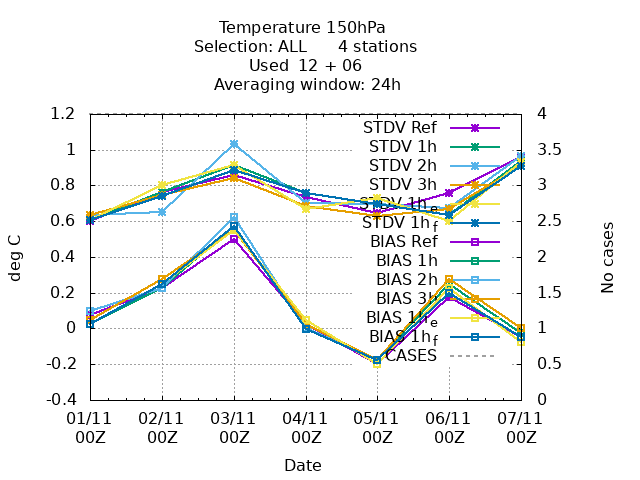 Temperature 150hPa
Selection: ALL 4 stations
Used 12 + 06
Averaging window: 24h
deg C
1.2
1
0.8
0.6
0.4
0.2
0
-0.2
-0.4
STDV Ref
STDV 1h
STDV 2h
STDV 3h
STDV 1h_e
STDV 1h_f
BIAS Ref
BIAS 1h
BIAS 2h
BIAS 3h
BIAS 1h_e
BIAS 1h_f
CASES
4
3.5
3
2.5
2
1.5
1
0.5
0
No cases
01/11 02/11 03/11 04/11 05/11 06/11 07/11
00Z 00Z 00Z 00Z 00Z 00Z 00Z
Date